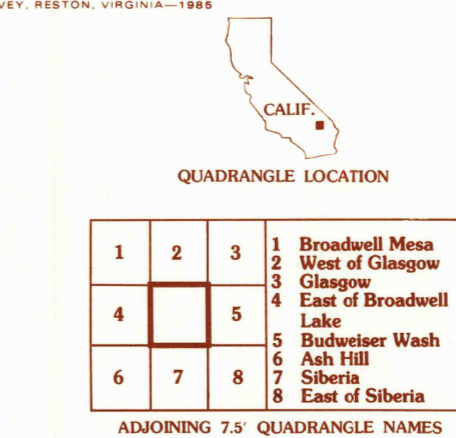 VEY, RESTON, VIRGINIA—1985
CALIF.
QUADRANGLE LOCATION
1 2 3
4 5
6 7 8
1 Broadwell Mesa
2 West of Glasgow
3 Glasgow
4 East of Broadwell
Lake
5 Budweiser Wash
6 Ash Hill
7 Siberia
8 East of Siberia
ADJOINING 7.5′ QUADRANGLE NAMES